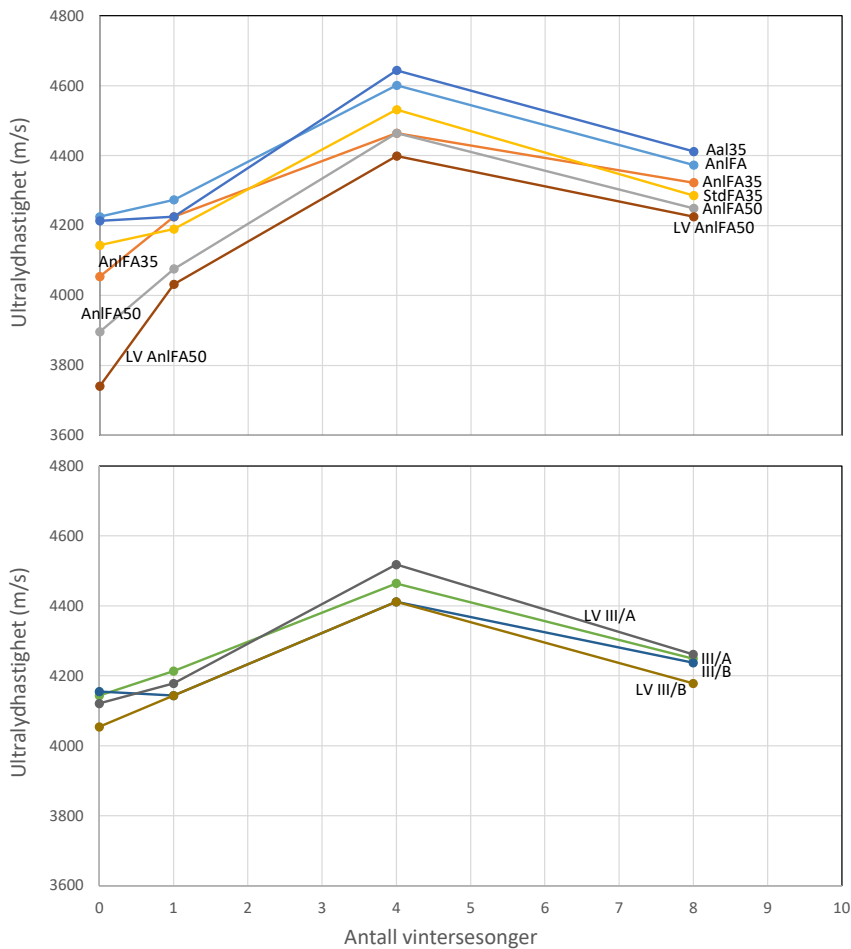 4800
4600
4400
4200
4000
3800
3600
Ultralydhastighet (m/s)
Aal35
AnlFA
AnlFA35
StdFA35
AnlFA50
LV AnlFA50
AnlFA35
AnlFA50
LV AnlFA50
4800
4600
4400
4200
4000
3800
3600
Ultralydhastighet (m/s)
LV III/A
III/A
III/B
LV III/B
0 1 2 3 4 5 6 7 8 9 10
Antall vintersesonger